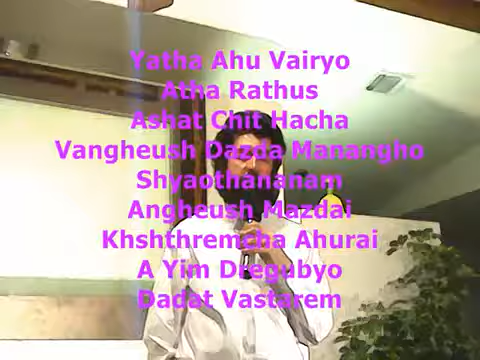 Yatha Ahu Vairyo
Atha Rathus
Ashat Chit Hacha
Vangheush Dazda Manangho
Shyaothananam
Angheush Mazdai
Khshthremcha Ahurai
A Yim Dregubyo
Dadat Vastarem